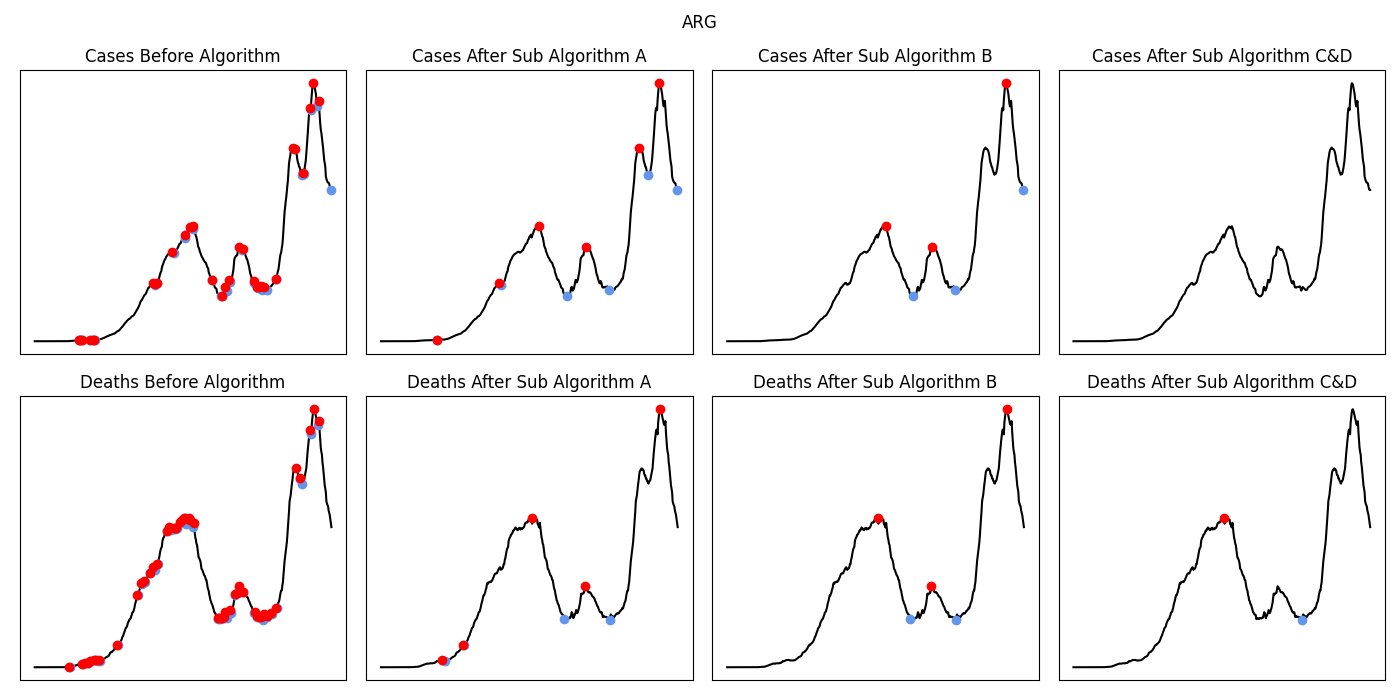 ARG
Cases Before Algorithm
Cases After Sub Algorithm A
Cases After Sub Algorithm B
Cases After Sub Algorithm C&D
Deaths Before Algorithm
Deaths After Sub Algorithm A
Deaths After Sub Algorithm B
Deaths After Sub Algorithm C&D